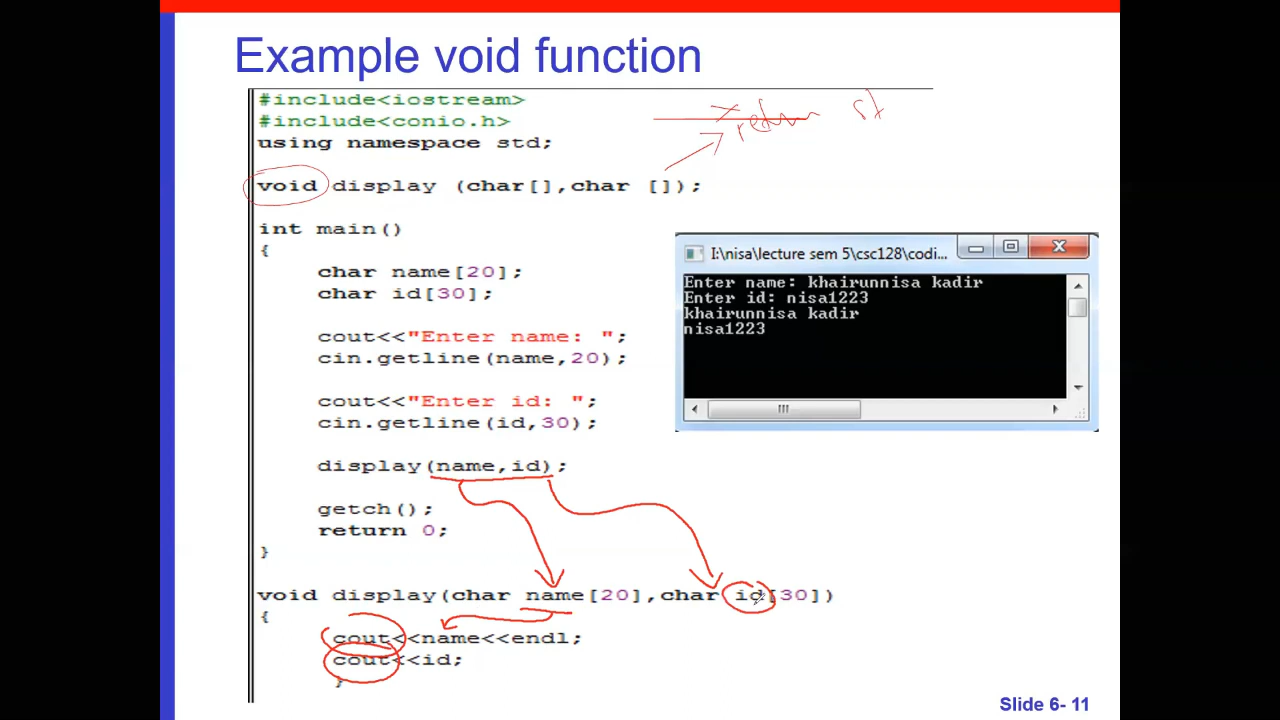 Example void function
#include<iostream>
#include<conio.h>
using namespace std;
return st
void display (char[],char []);
int main()
{
char name[20];
char id[30];
cout<<"Enter name: ";
cin.getline(name,20);
cout<<"Enter id: ";
cin.getline(id,30);
display(name,id);
getch();
return 0;
}
void display(char name[20],char id[30])
{
cout<<name<<endl;
cout<<id;
}
I:\nisa\lecture sem 5\csc128\codi...
Enter name: khairunnisa kadir
Enter id: nisa1223
khairunnisa kadir
nisa1223
Slide 6- 11